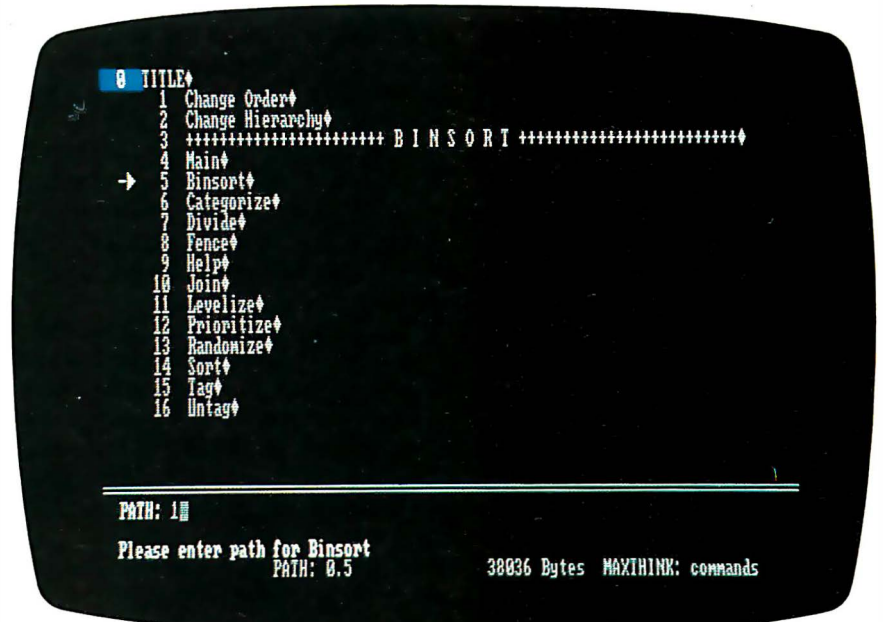 0 TITLE♦
1 Change Order♦
2 Change Hierarchy♦
3 +++++++++++++++++++++++ B I N S O R T +++++++++++++++++++++++++♦
4 Main♦
→ 5 Binsort♦
6 Categorize♦
7 Divide♦
8 Fence♦
9 Help♦
10 Join♦
11 Levelize♦
12 Prioritize♦
13 Randomize♦
14 Sort♦
15 Tag♦
16 Untag♦
PATH: 1
Please enter path for Binsort
PATH: 0.5 38036 Bytes MAXTHINK: commands